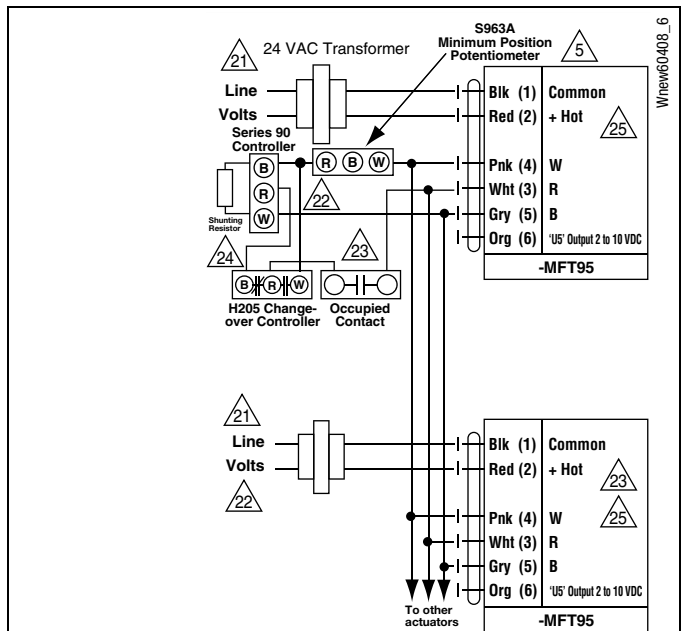 S963A
Minimum Position
Potentiometer
5
Wnew60408_6
21
24 VAC Transformer
Line
Volts
Blk (1) Common
Red (2) + Hot
25
Series 90
Controller
B
R
W
R B W
22
Pnk (4) W
Wht (3) R
Gry (5) B
Org (6) 'U5' Output 2 to 10 VDC
-MFT95
Shunting
Resistor
24
23
B R W
H205 Change-
over Controller
Occupied
Contact
21
Line
Volts
22
Blk (1) Common
Red (2) + Hot
23
25
Pnk (4) W
Wht (3) R
Gry (5) B
Org (6) 'U5' Output 2 to 10 VDC
-MFT95
To other
actuators